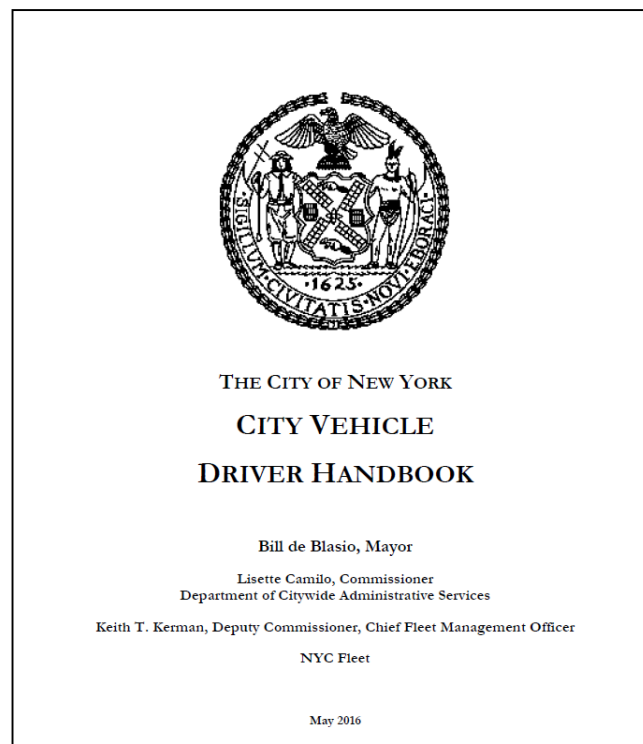 SIGILLUM · CIVITATIS · NOVI · EBORACI
· 1625 ·
THE CITY OF NEW YORK
CITY VEHICLE
DRIVER HANDBOOK
Bill de Blasio, Mayor
Lisette Camilo, Commissioner
Department of Citywide Administrative Services
Keith T. Kerman, Deputy Commissioner, Chief Fleet Management Officer
NYC Fleet
May 2016